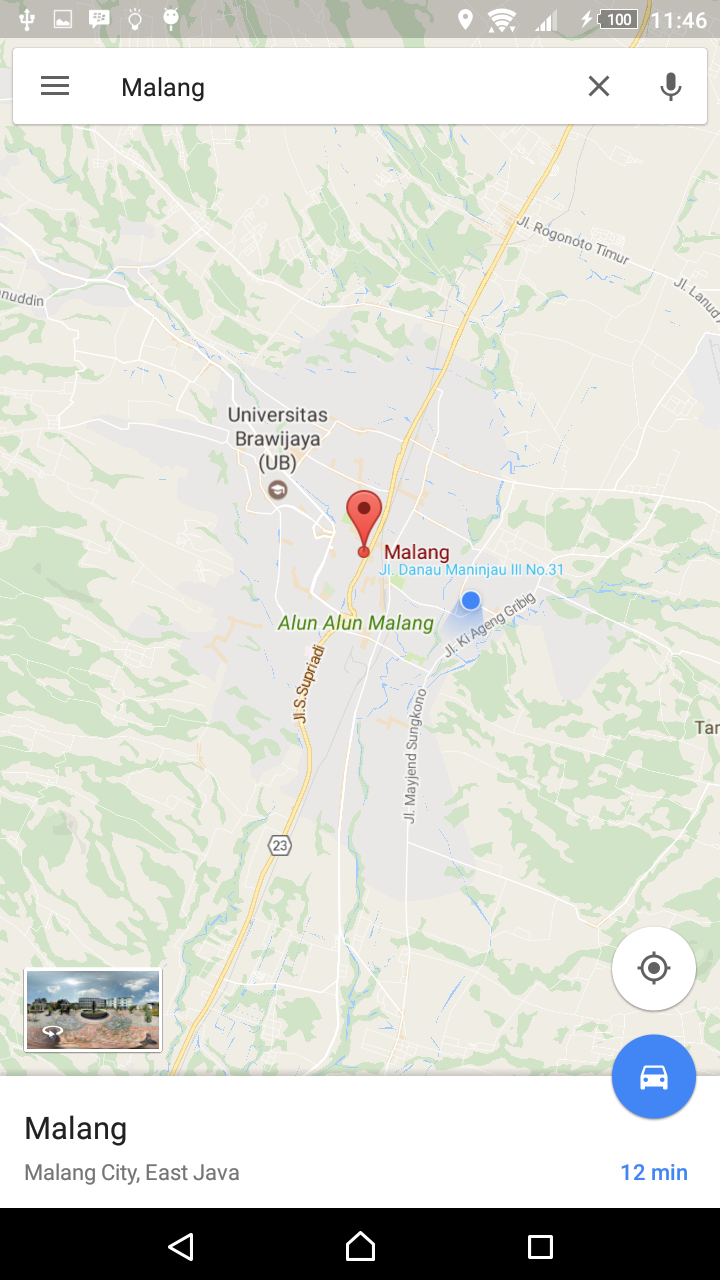 100 11:46
Malang
Jl. Rogonoto Timur
Jl. Lanud
nuddin
Universitas
Brawijaya
(UB)
Malang
Jl. Danau Maninjau III No.31
Jl. Ki Ageng Gribig
Alun Alun Malang
Jl.S.Supriadi
Jl. Mayjend Sungkono
Tar
23
Malang
Malang City, East Java
12 min